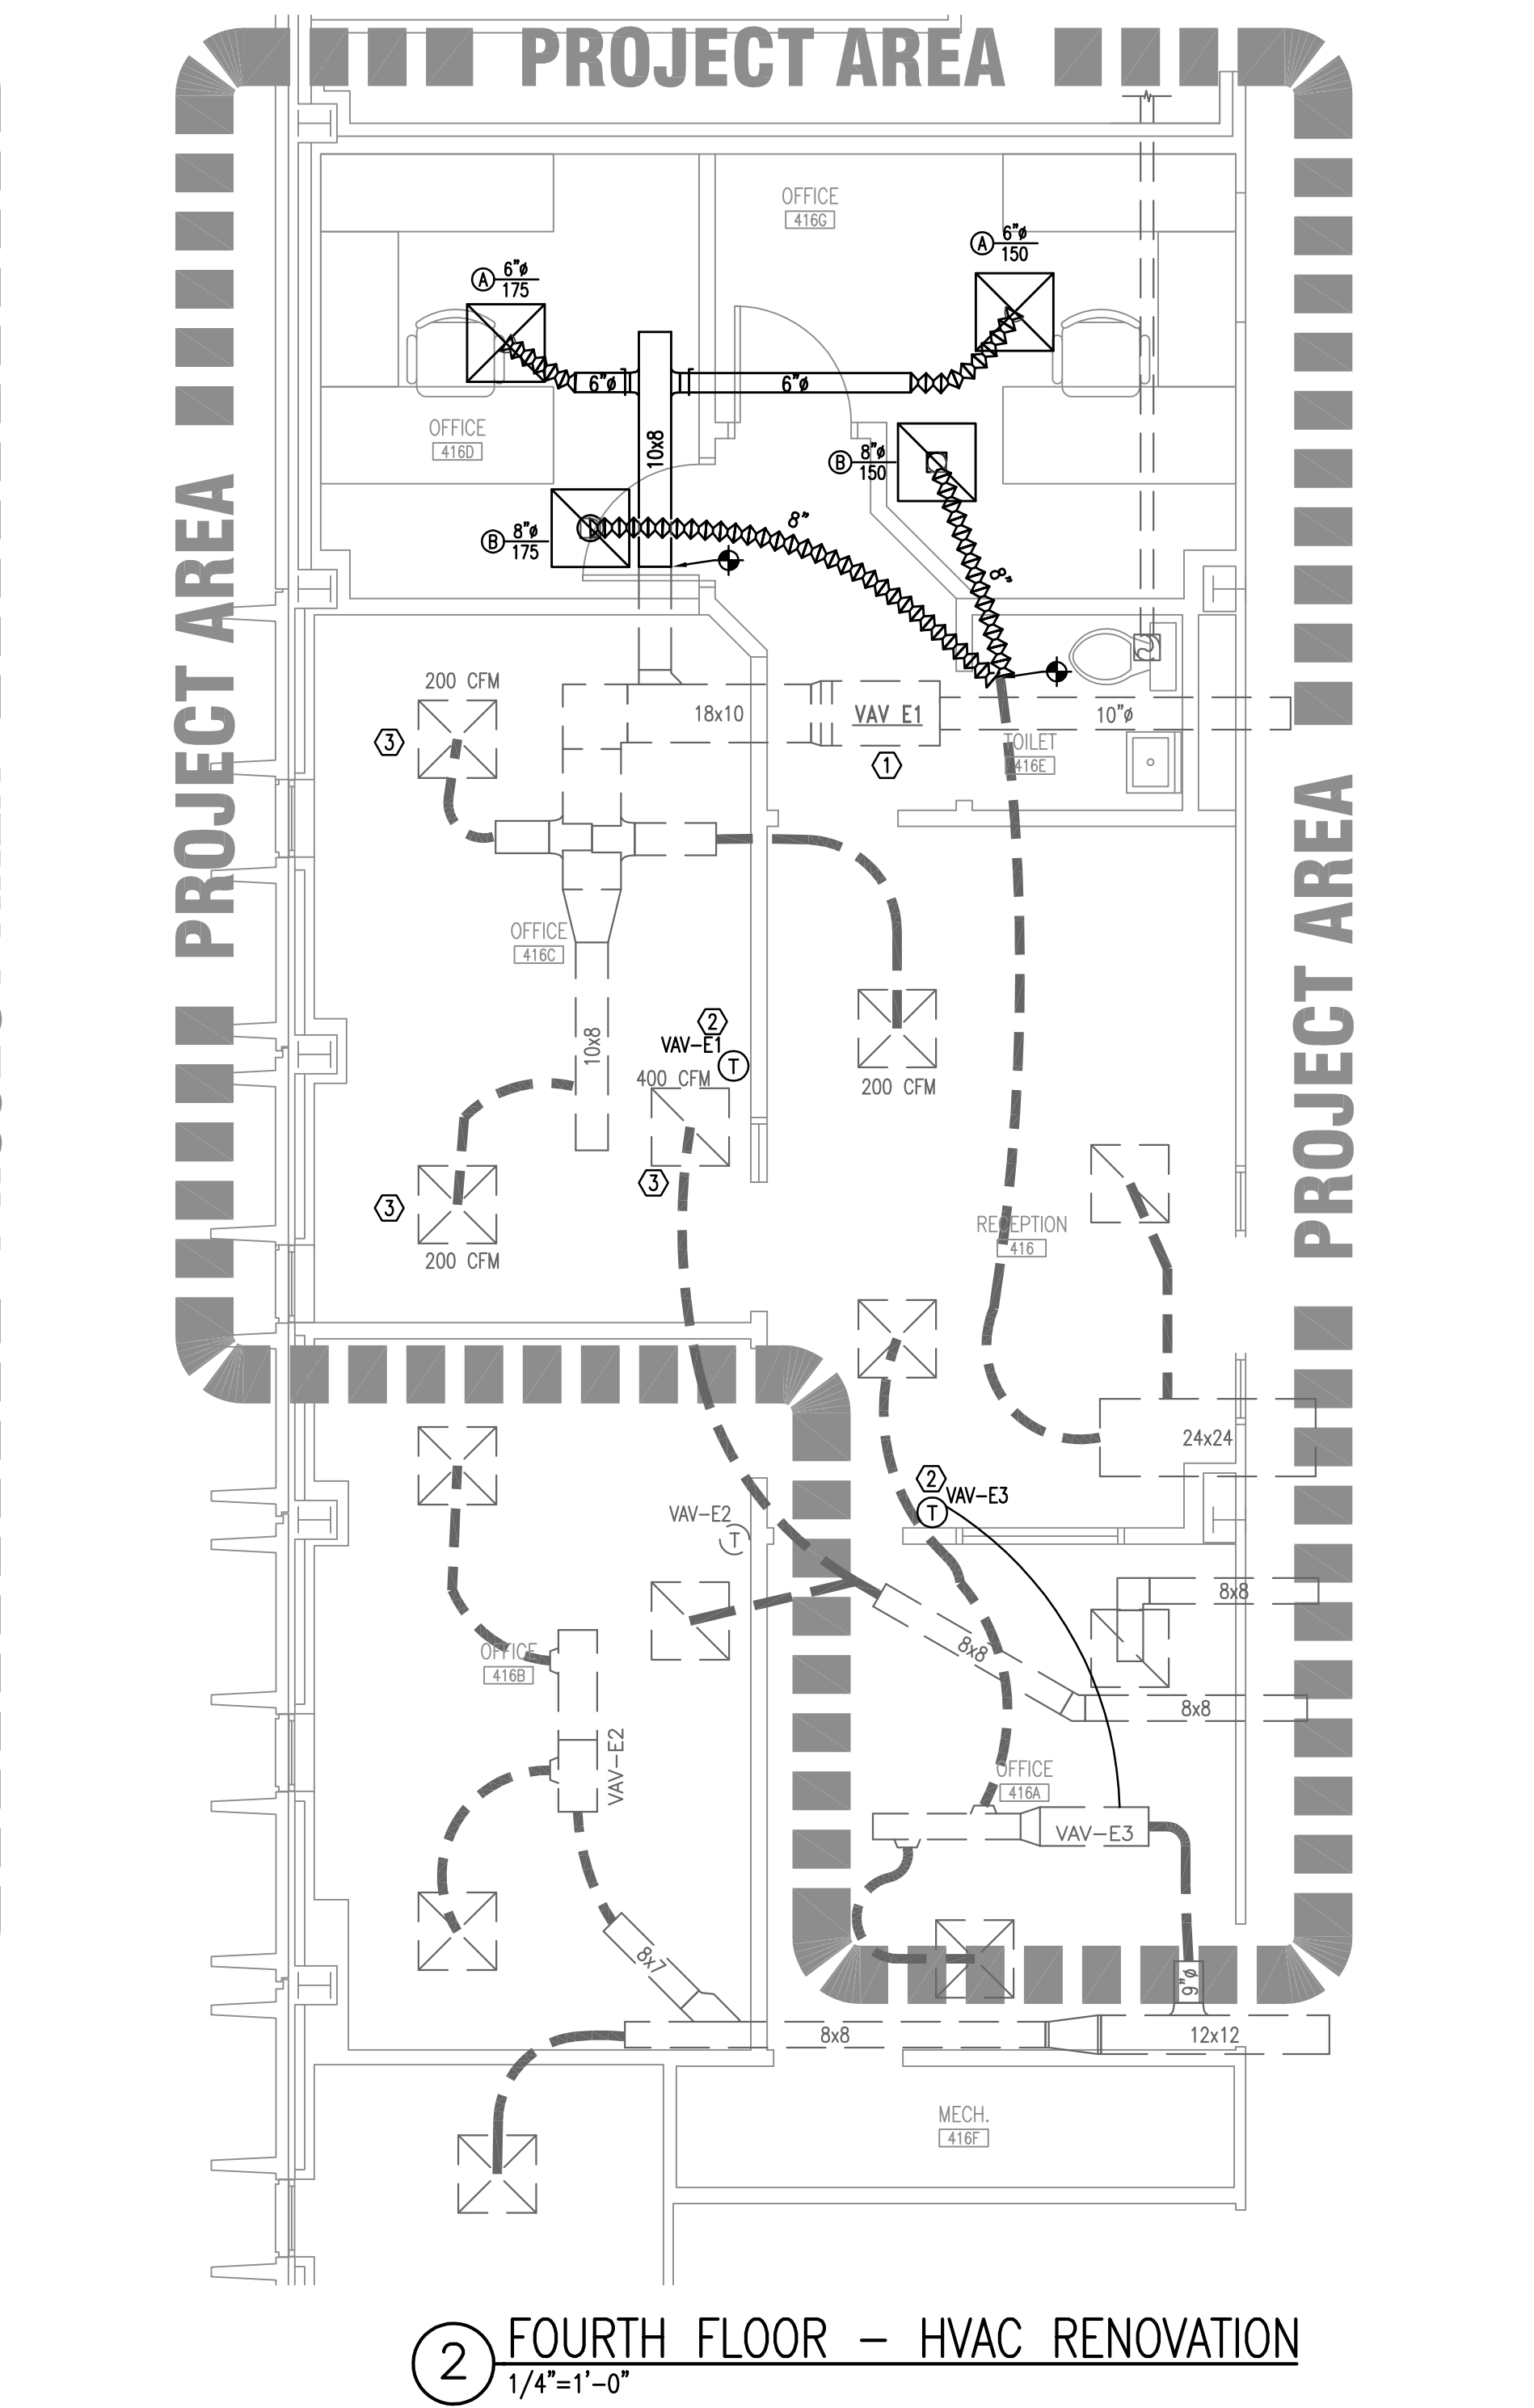 PROJECT AREA
OFFICE
416G
A 6"ø
150
A 6"ø
175
6"ø
6"ø
10x8
OFFICE
416D
B 8"ø
150
B 8"ø
175
8"
8"
PROJECT AREA
200 CFM
3
18x10
VAV E1
1
10"ø
TOILET
416E
PROJECT AREA
OFFICE
416C
10x8
2
VAV-E1
T
400 CFM
200 CFM
3
3
200 CFM
RECEPTION
416
24x24
2
VAV-E3
T
VAV-E2
T
8x8
8x8
8x8
OFFICE
416B
VAV-E2
OFFICE
416A
VAV-E3
8x7
9"ø
8x8
12x12
MECH.
416F
2
FOURTH FLOOR - HVAC RENOVATION
1/4"=1'-0"